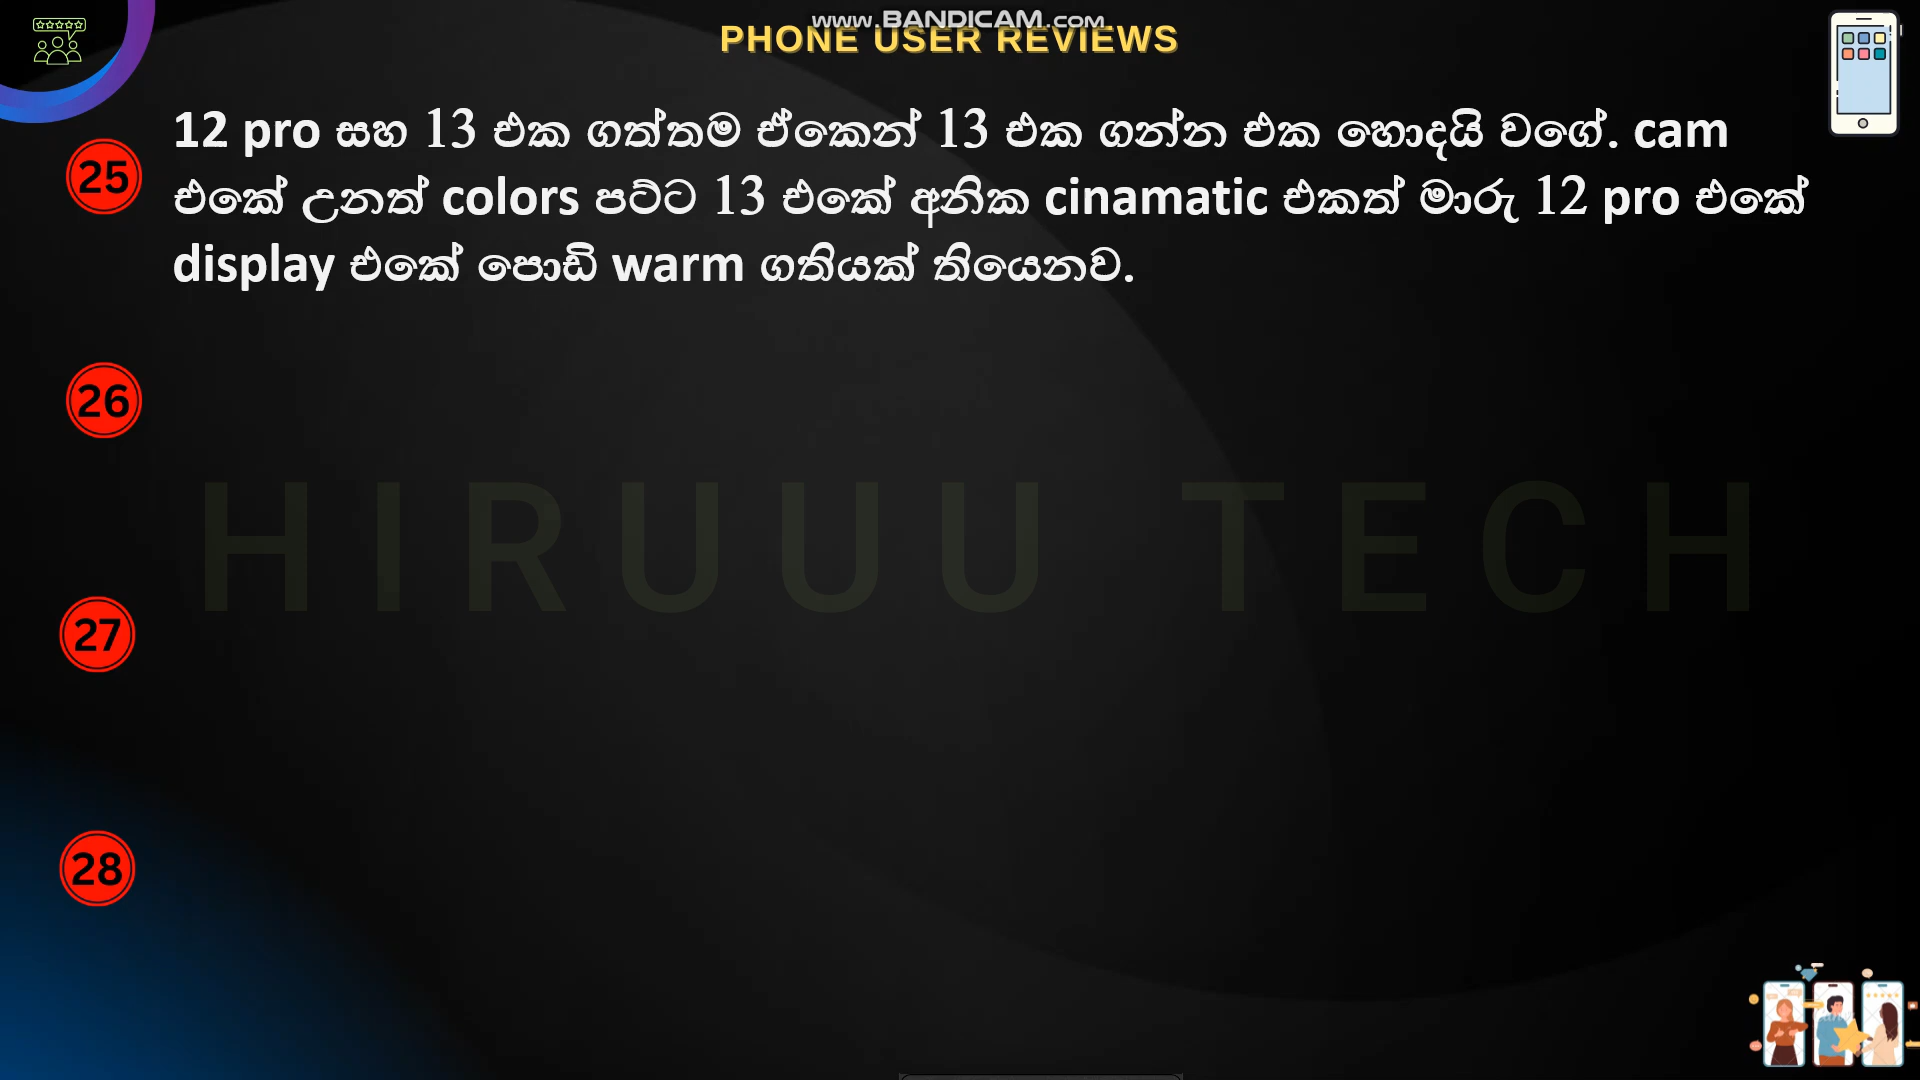 www.BANDICAM.com
PHONE USER REVIEWS
25
12 pro සහ 13 එක ගත්තම ඒකෙන් 13 එක ගන්න එක හොදයි වගේ. cam
එකේ උනත් colors පට්ට 13 එකේ අනික cinamatic එකත් මාරු 12 pro එකේ
display එකේ පොඩි warm ගතියක් තියෙනව.
26
HIRUUU TECH
27
28